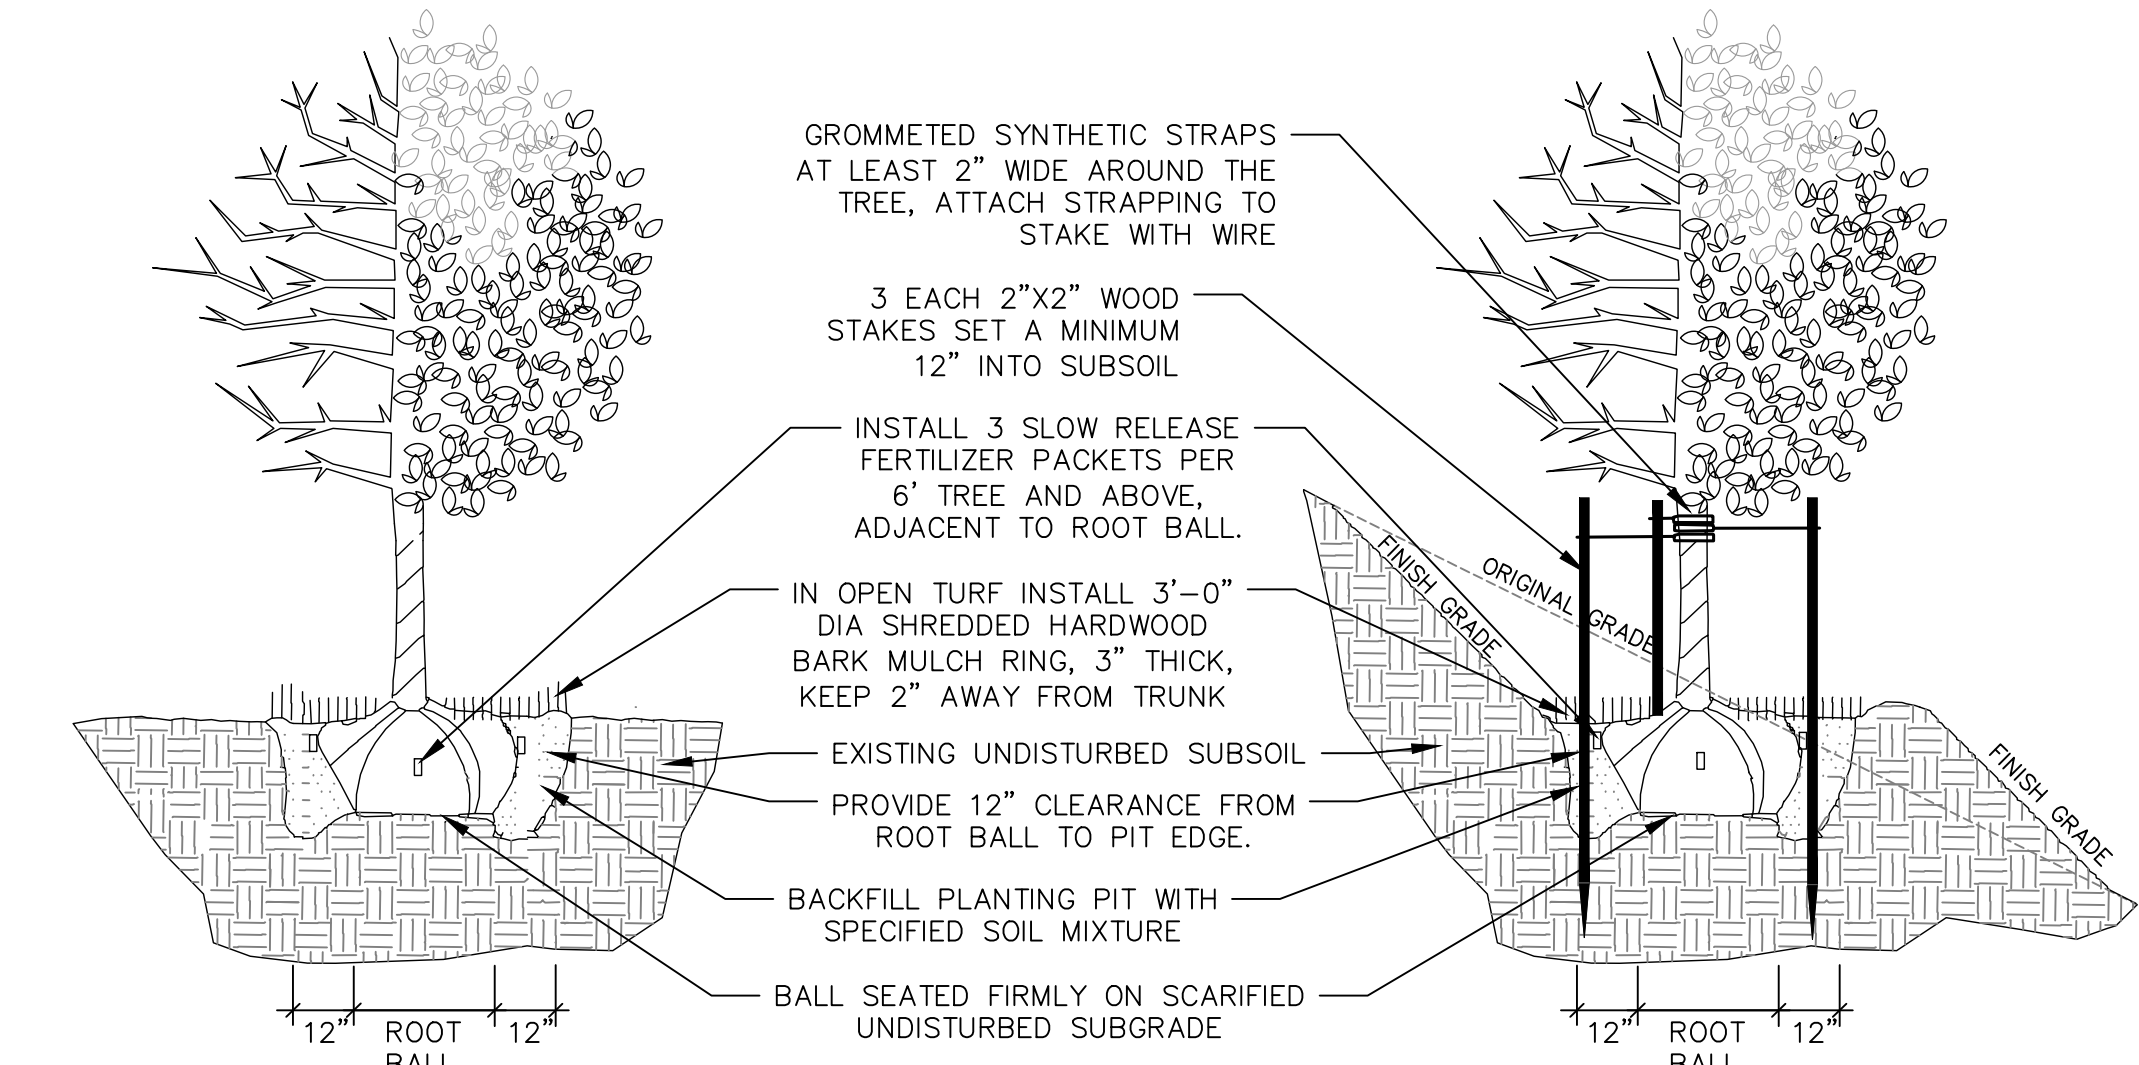 GROMMETED SYNTHETIC STRAPS
AT LEAST 2” WIDE AROUND THE
TREE, ATTACH STRAPPING TO
STAKE WITH WIRE
3 EACH 2”X2” WOOD
STAKES SET A MINIMUM
12” INTO SUBSOIL
INSTALL 3 SLOW RELEASE
FERTILIZER PACKETS PER
6’ TREE AND ABOVE,
ADJACENT TO ROOT BALL.
IN OPEN TURF INSTALL 3’–0”
DIA SHREDDED HARDWOOD
BARK MULCH RING, 3” THICK,
KEEP 2” AWAY FROM TRUNK
EXISTING UNDISTURBED SUBSOIL
PROVIDE 12” CLEARANCE FROM
ROOT BALL TO PIT EDGE.
BACKFILL PLANTING PIT WITH
SPECIFIED SOIL MIXTURE
BALL SEATED FIRMLY ON SCARIFIED
UNDISTURBED SUBGRADE
FINISH GRADE
ORIGINAL GRADE
FINISH GRADE
12”
ROOT
BALL
12”
12”
ROOT
BALL
12”